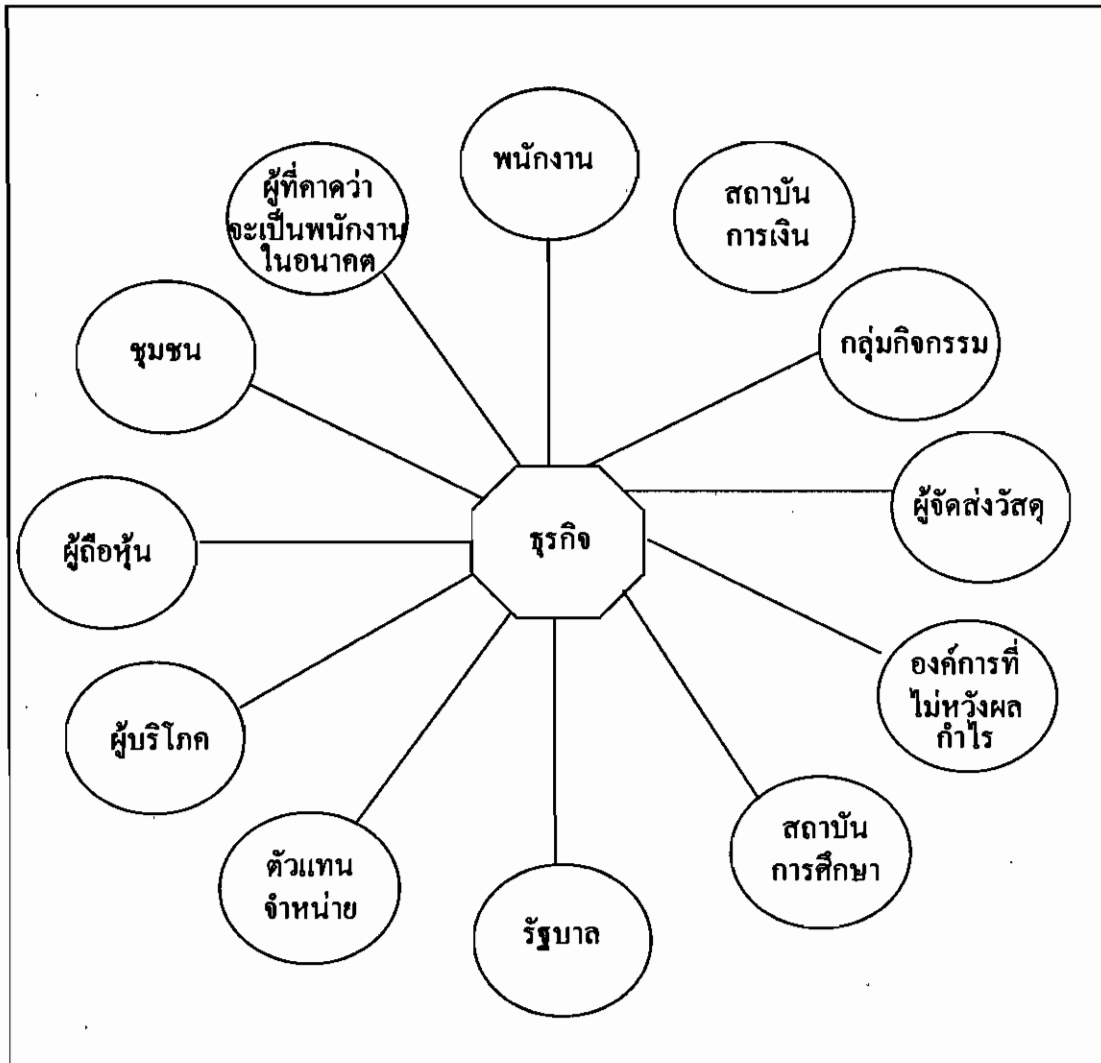 พนักงาน
สถาบัน
การเงิน
ผู้ที่คาดว่า
จะเป็นพนักงาน
ในอนาคต
กลุ่มกิจกรรม
ชุมชน
ผู้จัดส่งวัสดุ
ธุรกิจ
ผู้ถือหุ้น
องค์การที่
ไม่หวังผล
กำไร
ผู้บริโภค
สถาบัน
การศึกษา
ตัวแทน
จำหน่าย
รัฐบาล